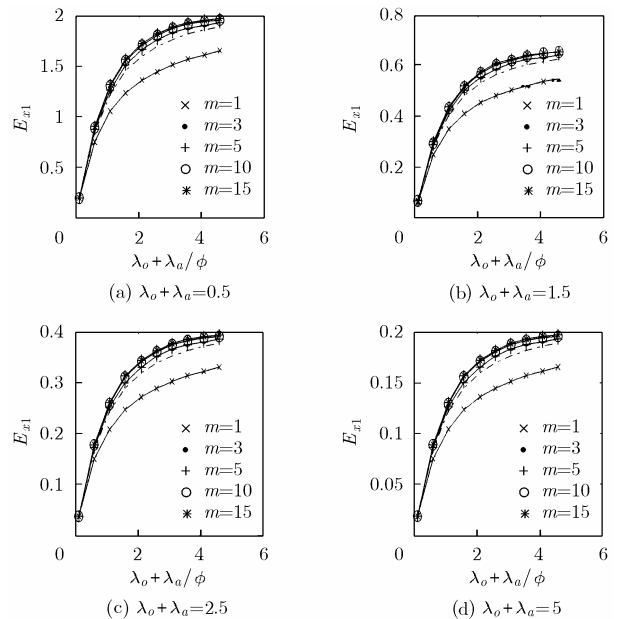 2
1.5
1
0.5
0
2
4
6
E_{x1}
m=1
m=3
m=5
m=10
m=15
λ_o+λ_a/ϕ
(a) λ_o+λ_a=0.5
0.8
0.6
0.4
0.2
0
2
4
6
E_{x1}
m=1
m=3
m=5
m=10
m=15
λ_o+λ_a/ϕ
(b) λ_o+λ_a=1.5
0.4
0.3
0.2
0.1
0
2
4
6
E_{x1}
m=1
m=3
m=5
m=10
m=15
λ_o+λ_a/ϕ
(c) λ_o+λ_a=2.5
0.20
0.15
0.10
0.05
0
2
4
6
E_{x1}
m=1
m=3
m=5
m=10
m=15
λ_o+λ_a/ϕ
(d) λ_o+λ_a=5